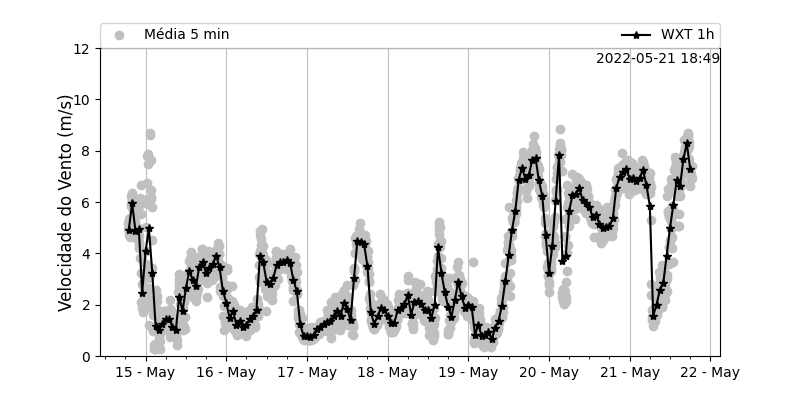 Média 5 min
WXT 1h
2022-05-21 18:49
Velocidade do Vento (m/s)
12
10
8
6
4
2
0
15 - May
16 - May
17 - May
18 - May
19 - May
20 - May
21 - May
22 - May